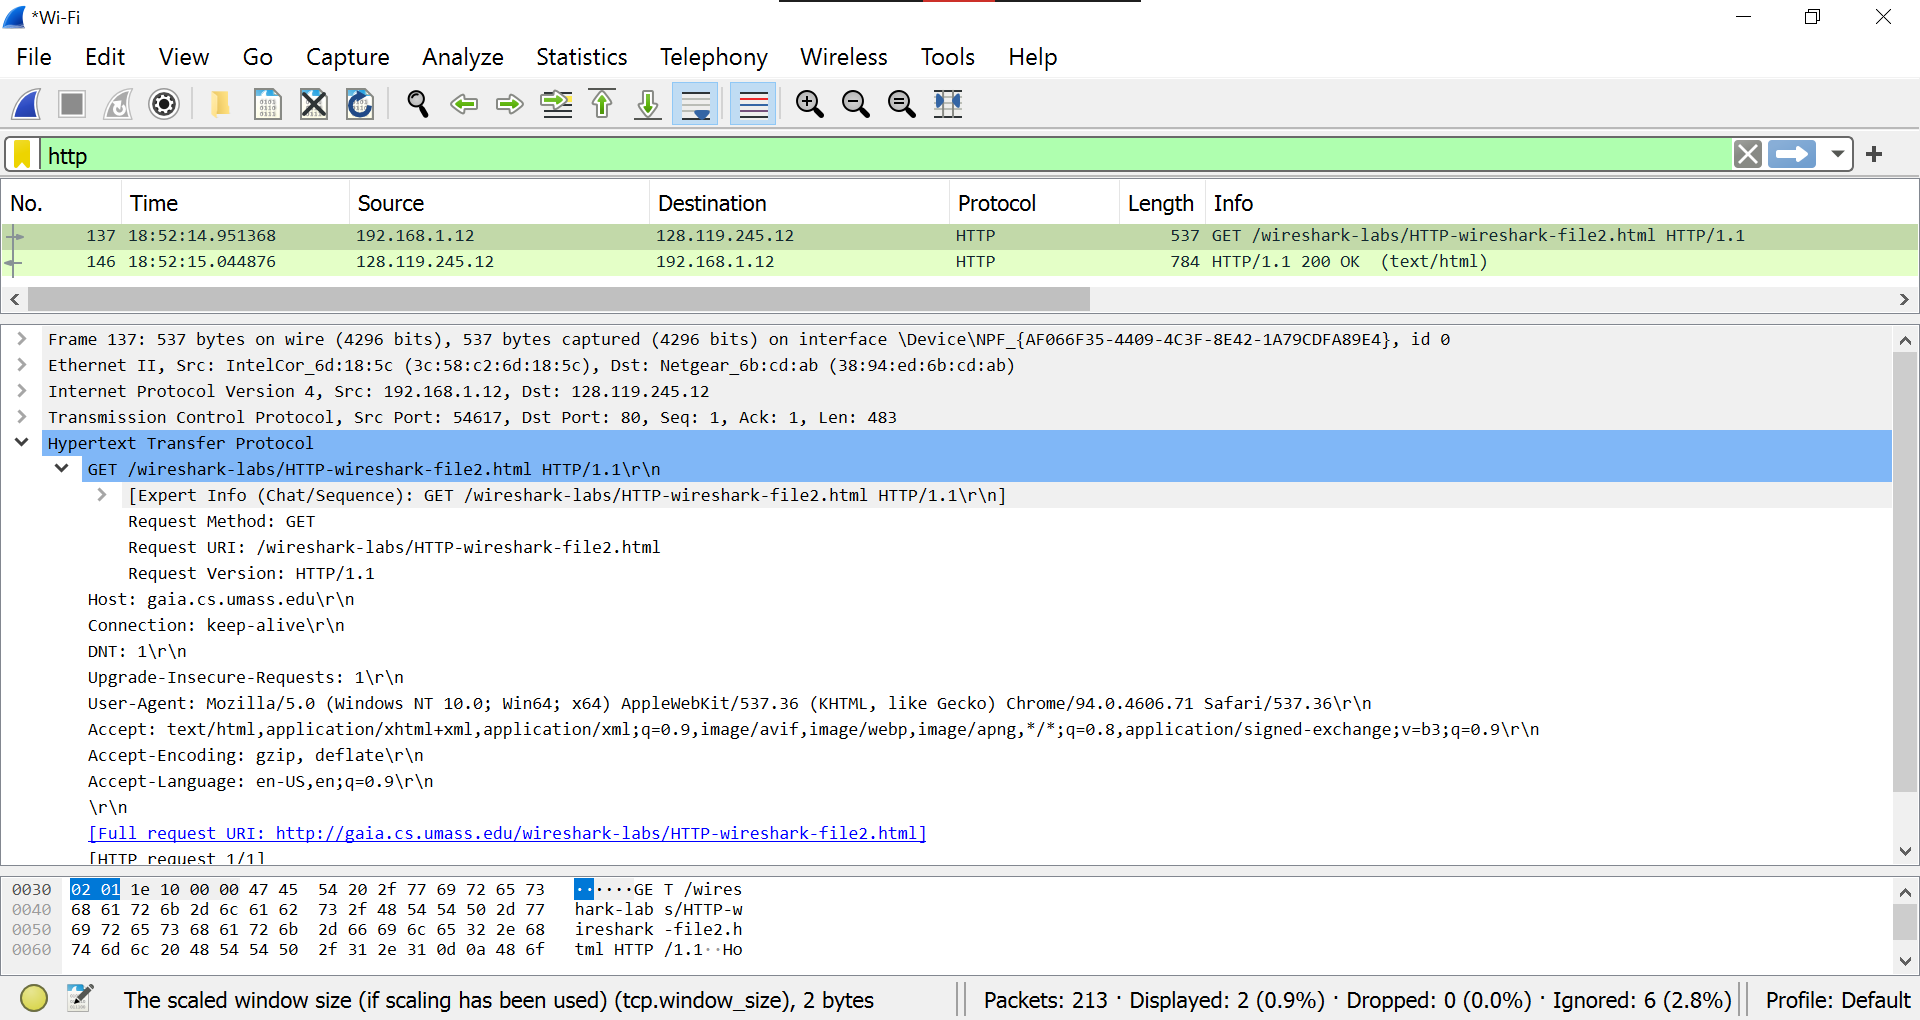 *Wi-Fi
File Edit View Go Capture Analyze Statistics Telephony Wireless Tools Help
http
No. Time Source Destination Protocol Length Info
137 18:52:14.951368 192.168.1.12 128.119.245.12 HTTP 537 GET /wireshark-labs/HTTP-wireshark-file2.html HTTP/1.1
146 18:52:15.044876 128.119.245.12 192.168.1.12 HTTP 784 HTTP/1.1 200 OK  (text/html)
Frame 137: 537 bytes on wire (4296 bits), 537 bytes captured (4296 bits) on interface \Device\NPF_{AF066F35-4409-4C3F-8E42-1A79CDFA89E4}, id 0
Ethernet II, Src: IntelCor_6d:18:5c (3c:58:c2:6d:18:5c), Dst: Netgear_6b:cd:ab (38:94:ed:6b:cd:ab)
Internet Protocol Version 4, Src: 192.168.1.12, Dst: 128.119.245.12
Transmission Control Protocol, Src Port: 54617, Dst Port: 80, Seq: 1, Ack: 1, Len: 483
Hypertext Transfer Protocol
GET /wireshark-labs/HTTP-wireshark-file2.html HTTP/1.1\r\n
[Expert Info (Chat/Sequence): GET /wireshark-labs/HTTP-wireshark-file2.html HTTP/1.1\r\n]
Request Method: GET
Request URI: /wireshark-labs/HTTP-wireshark-file2.html
Request Version: HTTP/1.1
Host: gaia.cs.umass.edu\r\n
Connection: keep-alive\r\n
DNT: 1\r\n
Upgrade-Insecure-Requests: 1\r\n
User-Agent: Mozilla/5.0 (Windows NT 10.0; Win64; x64) AppleWebKit/537.36 (KHTML, like Gecko) Chrome/94.0.4606.71 Safari/537.36\r\n
Accept: text/html,application/xhtml+xml,application/xml;q=0.9,image/avif,image/webp,image/apng,*/*;q=0.8,application/signed-exchange;v=b3;q=0.9\r\n
Accept-Encoding: gzip, deflate\r\n
Accept-Language: en-US,en;q=0.9\r\n
\r\n
[Full request URI: http://gaia.cs.umass.edu/wireshark-labs/HTTP-wireshark-file2.html]
[HTTP request 1/1]
0030 02 01 1e 10 00 00 47 45 54 20 2f 77 69 72 65 73 ······GE T /wires
0040 68 61 72 6b 2d 6c 61 62 73 2f 48 54 54 50 2d 77 hark-lab s/HTTP-w
0050 69 72 65 73 68 61 72 6b 2d 66 69 6c 65 32 2e 68 ireshark -file2.h
0060 74 6d 6c 20 48 54 54 50 2f 31 2e 31 0d 0a 48 6f tml HTTP /1.1··Ho
The scaled window size (if scaling has been used) (tcp.window_size), 2 bytes Packets: 213 · Displayed: 2 (0.9%) · Dropped: 0 (0.0%) · Ignored: 6 (2.8%) Profile: Default